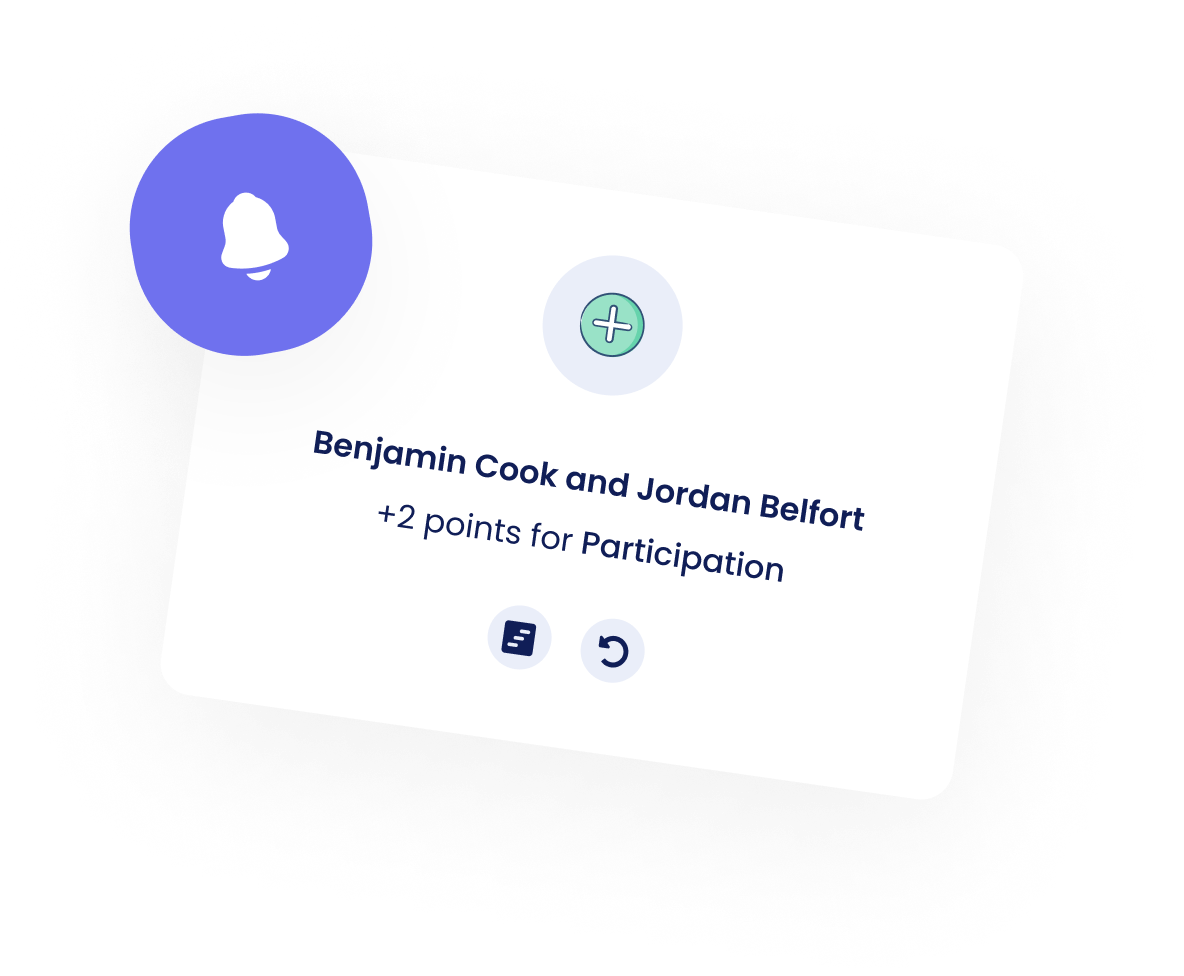 Benjamin Cook and Jordan Belfort
+2 points for Participation